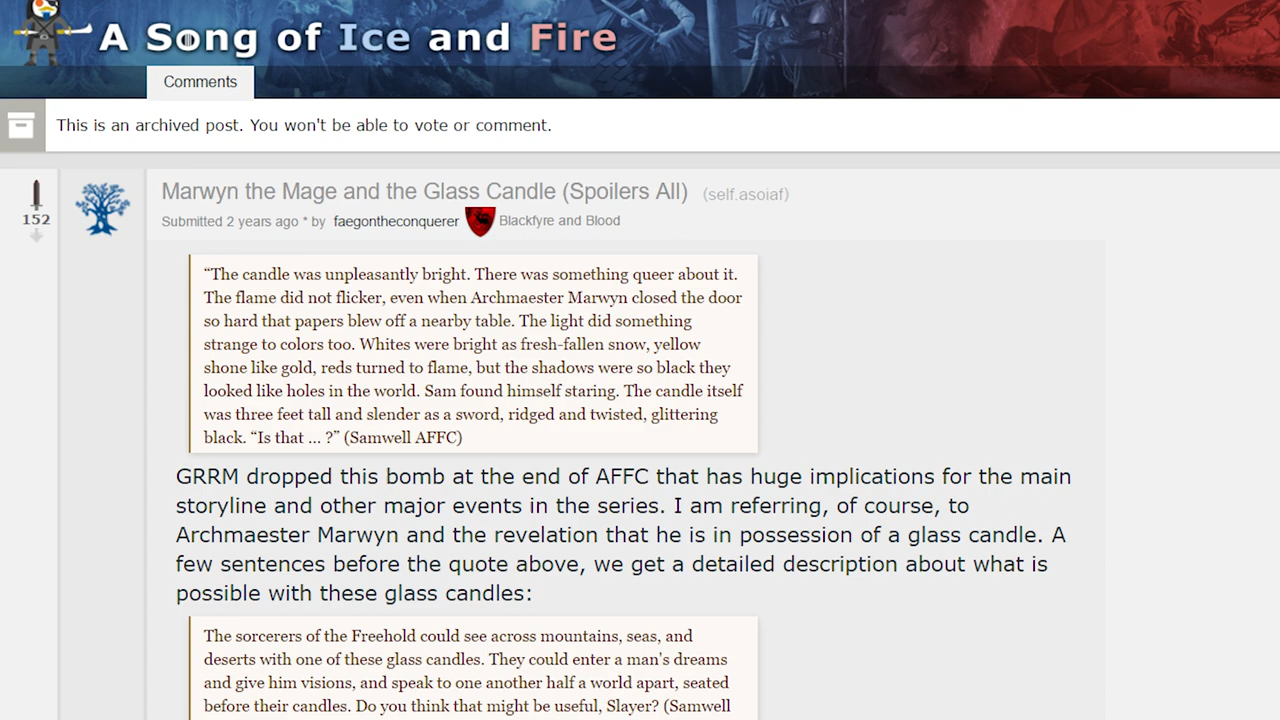 A Song of Ice and Fire
Comments
This is an archived post. You won't be able to vote or comment.
Marwyn the Mage and the Glass Candle (Spoilers All) (self.asoiaf)
152
Submitted 2 years ago * by faegontheconquerer Blackfyre and Blood
“The candle was unpleasantly bright. There was something queer about it.
The flame did not flicker, even when Archmaester Marwyn closed the door
so hard that papers blew off a nearby table. The light did something
strange to colors too. Whites were bright as fresh-fallen snow, yellow
shone like gold, reds turned to flame, but the shadows were so black they
looked like holes in the world. Sam found himself staring. The candle itself
was three feet tall and slender as a sword, ridged and twisted, glittering
black. “Is that ... ?” (Samwell AFFC)
GRRM dropped this bomb at the end of AFFC that has huge implications for the main
storyline and other major events in the series. I am referring, of course, to
Archmaester Marwyn and the revelation that he is in possession of a glass candle. A
few sentences before the quote above, we get a detailed description about what is
possible with these glass candles:
The sorcerers of the Freehold could see across mountains, seas, and
deserts with one of these glass candles. They could enter a man's dreams
and give him visions, and speak to one another half a world apart, seated
before their candles. Do you think that might be useful, Slayer? (Samwell